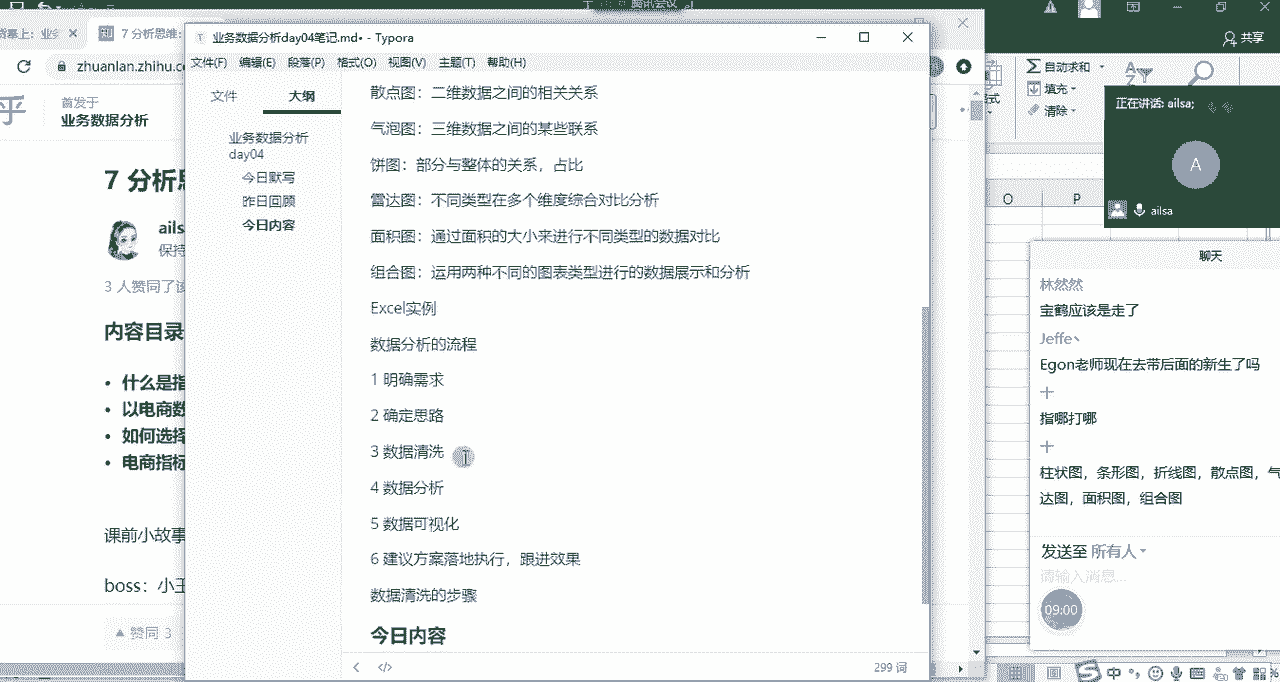 腾讯会议
7 分析思维:
业务数据分析day04笔记.md• - Typora
共享
zhuanlan.zhihu.c
文件(F) 编辑(E) 段落(P) 格式(O) 视图(V) 主题(T) 帮助(H)
自动求和
填充
清除
文件 大纲
业务数据分析
day04
今日默写
昨日回顾
今日内容
首发于
业务数据分析
7 分析思
ailsa
保持
3 人赞同了该
内容目录
• 什么是指
• 以电商数
• 如何选择
• 电商指标
课前小故事
boss：小王
赞同 3
散点图：二维数据之间的相关关系
气泡图：三维数据之间的某些联系
饼图：部分与整体的关系，占比
雷达图：不同类型在多个维度综合对比分析
面积图：通过面积的大小来进行不同类型的数据对比
组合图：运用两种不同的图表类型进行的数据展示和分析
Excel实例
数据分析的流程
1 明确需求
2 确定思路
3 数据清洗
4 数据分析
5 数据可视化
6 建议方案落地执行，跟进效果
数据清洗的步骤
今日内容
299 词
O P
正在讲话: ailsa;
A
ailsa
聊天
林然然
宝鹤应该是走了
Jeffe丶
Egon老师现在去带后面的新生了吗
十
指哪打哪
十
柱状图，条形图，折线图，散点图，气
达图，面积图，组合图
发送至 所有人
请输入消息...
09:00
中